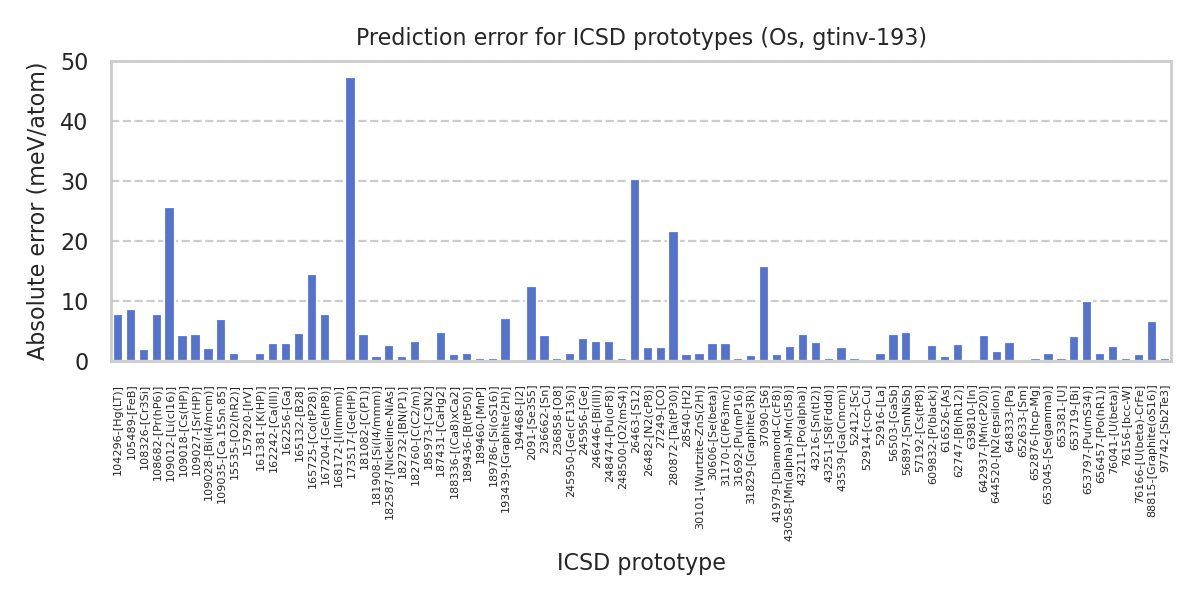 Prediction error for ICSD prototypes (Os, gtinv-193)
Absolute error (meV/atom)
50
40
30
20
10
0
104296-[Hg(LT)]
105489-[FeB]
108326-[Cr3Si]
108682-[Pr(hP6)]
109012-[Li(cI16)]
109018-[Cs(HP)]
109027-[Sr(HP)]
109028-[Bi(I4/mcm)]
109035-[Ca.15Sn.85]
15535-[O2(hR2)]
157920-[IrV]
161381-[K(HP)]
162242-[Ca(III)]
162256-[Ga]
165132-[B28]
165725-[Co(tP28)]
167204-[Ge(hP8)]
168172-[I(Immm)]
173517-[Ge(HP)]
181082-[C(P1)]
181908-[Si(I4/mmm)]
182587-[Nickeline-NiAs]
182732-[BN(P1)]
182760-[C(C2/m)]
185973-[C3N2]
187431-[CaHg2]
188336-[(Ca8)xCa2]
189436-[B(tP50)]
189460-[MnP]
189786-[Si(oS16)]
193439-[Graphite(2H)]
194468-[I2]
2091-[Se3S5]
236662-[Sn]
236858-[O8]
245950-[Ge(cF136)]
245956-[Ge]
246446-[Bi(III)]
248474-[Pu(oF8)]
248500-[O2(mS4)]
26463-[S12]
26482-[N2(cP8)]
27249-[CO]
280872-[Ta(tP30)]
28540-[H2]
30101-[Wurtzite-ZnS(2H)]
30606-[Se(beta)]
31170-[C(P63mc)]
31692-[Pu(mP16)]
31829-[Graphite(3R)]
37090-[S6]
41979-[Diamond-C(cF8)]
43058-[Mn(alpha)-Mn(cI58)]
43211-[Po(alpha)]
43216-[Sn(tI2)]
43251-[S8(Fddd)]
43539-[Ga(Cmcm)]
52412-[Sc]
52914-[ccp-Cu]
52916-[La]
56503-[GaSb]
56897-[SmNiSb]
57192-[Cs(tP8)]
609832-[P(black)]
616526-[As]
62747-[B(hR12)]
639810-[In]
642937-[Mn(cP20)]
644520-[N2(epsilon)]
648333-[Pa]
652633-[Sm]
652876-[hcp-Mg]
653045-[Se(gamma)]
653381-[U]
653719-[Bi]
653797-[Pu(mS34)]
656457-[Po(hR1)]
76041-[U(beta)]
76156-[bcc-W]
76166-[U(beta)-CrFe]
88815-[Graphite(oS16)]
97742-[Sb2Te3]
ICSD prototype